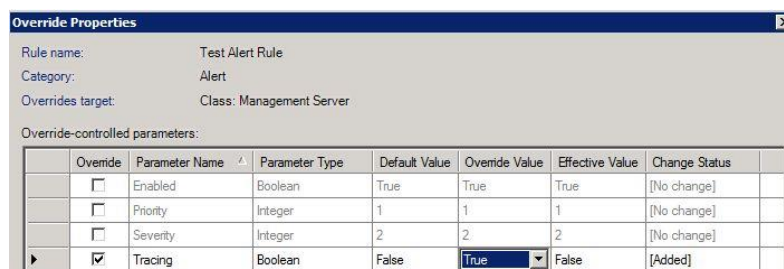 Override Properties
Rule name: Test Alert Rule
Category: Alert
Overrides target: Class: Management Server
Override-controlled parameters:
Override Parameter Name Parameter Type Default Value Override Value Effective Value Change Status
Enabled Boolean True True True [No change]
Priority Integer 1 1 1 [No change]
Severity Integer 2 2 2 [No change]
Tracing Boolean False True False [Added]